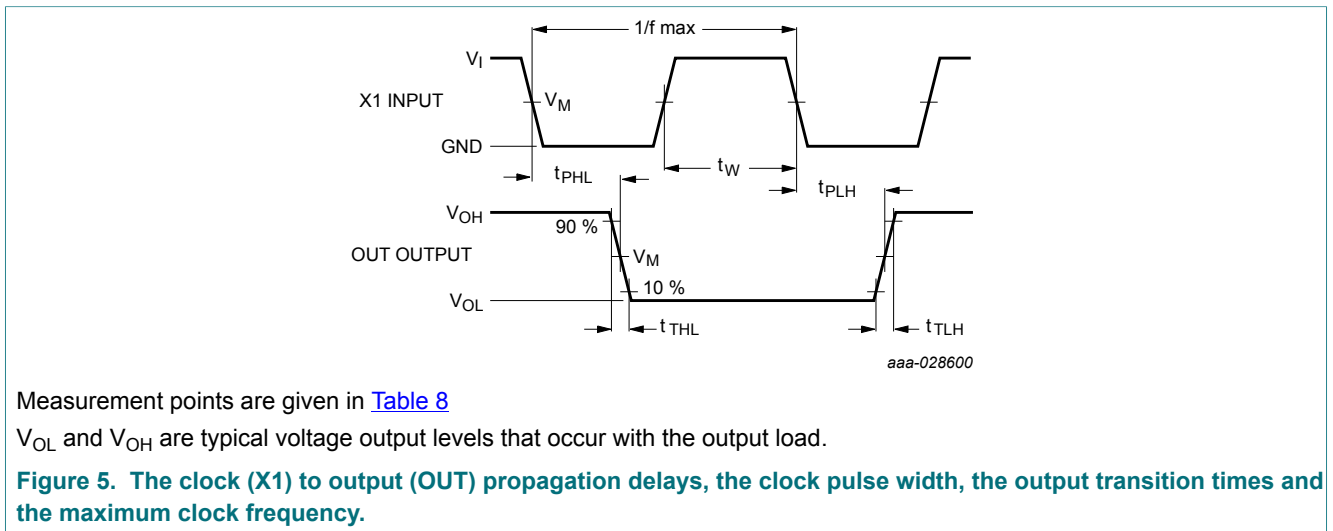 1/f max
V_I
X1 INPUT
V_M
GND
t_PHL
t_W
t_PLH
V_OH
90 %
OUT OUTPUT
V_M
10 %
V_OL
t_THL
t_TLH
aaa-028600
Measurement points are given in Table 8
V_OL and V_OH are typical voltage output levels that occur with the output load.
Figure 5. The clock (X1) to output (OUT) propagation delays, the clock pulse width, the output transition times and
the maximum clock frequency.